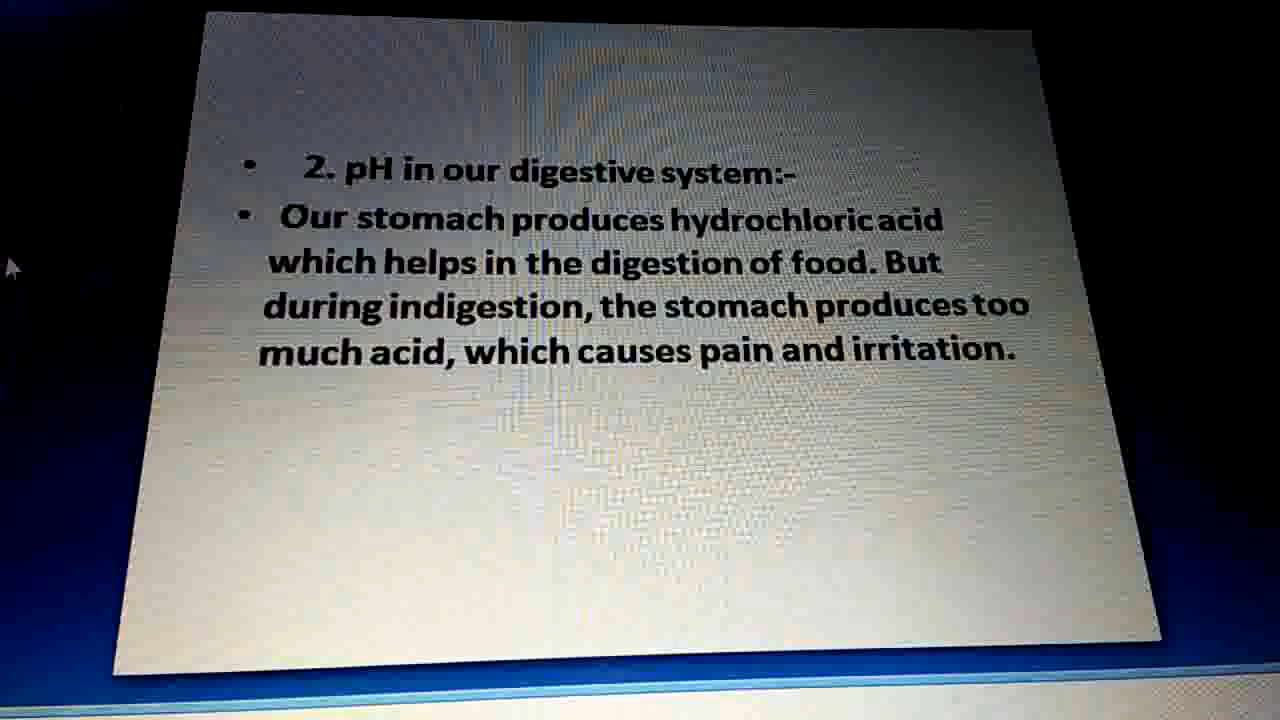 • 2. pH in our digestive system:-
• Our stomach produces hydrochloric acid
which helps in the digestion of food. But
during indigestion, the stomach produces too
much acid, which causes pain and irritation.